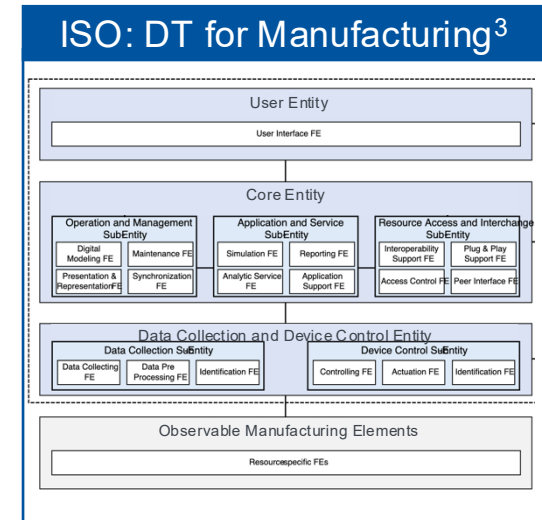 ISO: DT for Manufacturing3
User Entity
User Interface FE
Core Entity
Operation and Management
SubEntity
Digital
Modeling FE
Maintenance FE
Presentation &
RepresentationFE
Synchronization
FE
Application and Service
SubEntity
Simulation FE
Reporting FE
Analytic Service
FE
Application
Support FE
Resource Access and Interchange
SubEntity
Interoperability
Support FE
Plug & Play
Support FE
Access Control FE
Peer Interface FE
Data Collection and Device Control Entity
Data Collection SubEntity
Data Collecting
FE
Data Pre
Processing FE
Identification FE
Device Control SubEntity
Controlling FE
Actuation FE
Identification FE
Observable Manufacturing Elements
Resourcespecific FEs